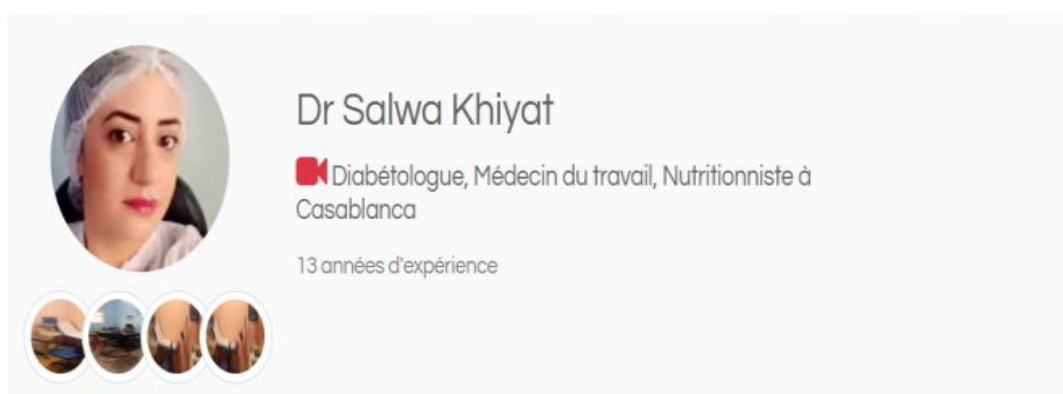 Dr Salwa Khiyat
Diabétologue, Médecin du travail, Nutritionniste à
Casablanca
13 années d'expérience